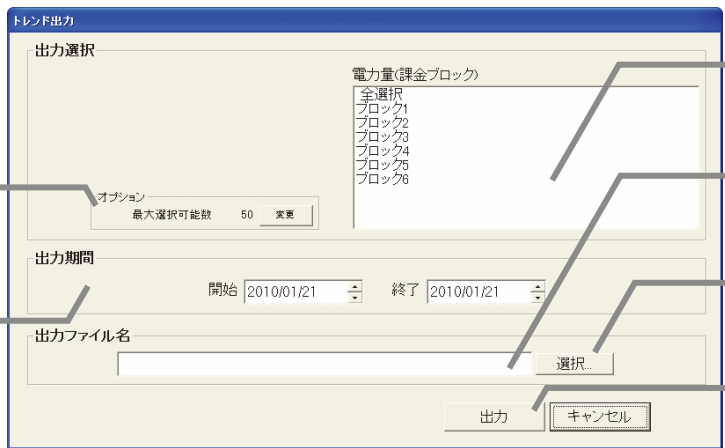 トレンド出力
出力選択
電力量(課金ブロック)
全選択
ブロック1
ブロック2
ブロック3
ブロック4
ブロック5
ブロック6
オプション
最大選択可能数 50 変更
出力期間
開始 2010/01/21 終了 2010/01/21
出力ファイル名
選択...
出力 キャンセル